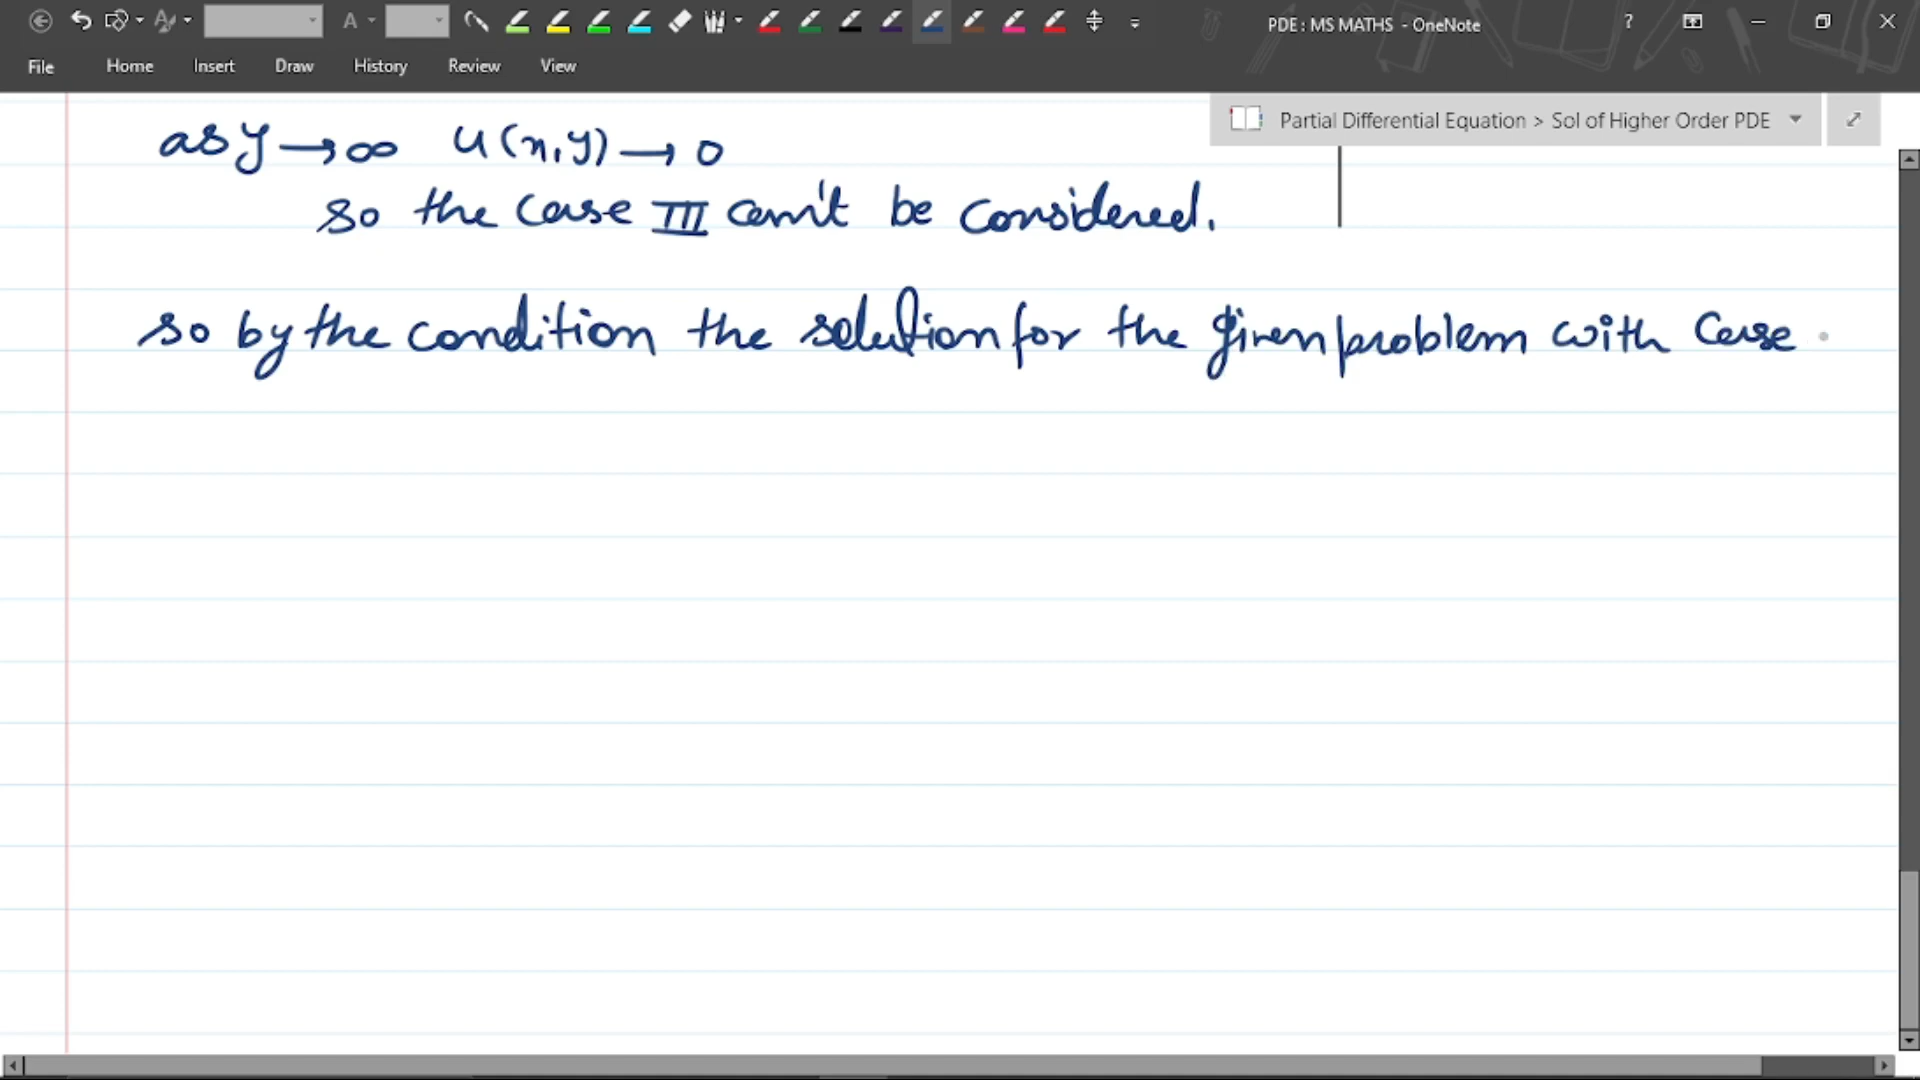 PDE : MS MATHS - OneNote
File Home Insert Draw History Review View
Partial Differential Equation > Sol of Higher Order PDE
as y → ∞ u(x,y) → 0
so the case III can't be considered.
so by the condition the solution for the given problem with Case